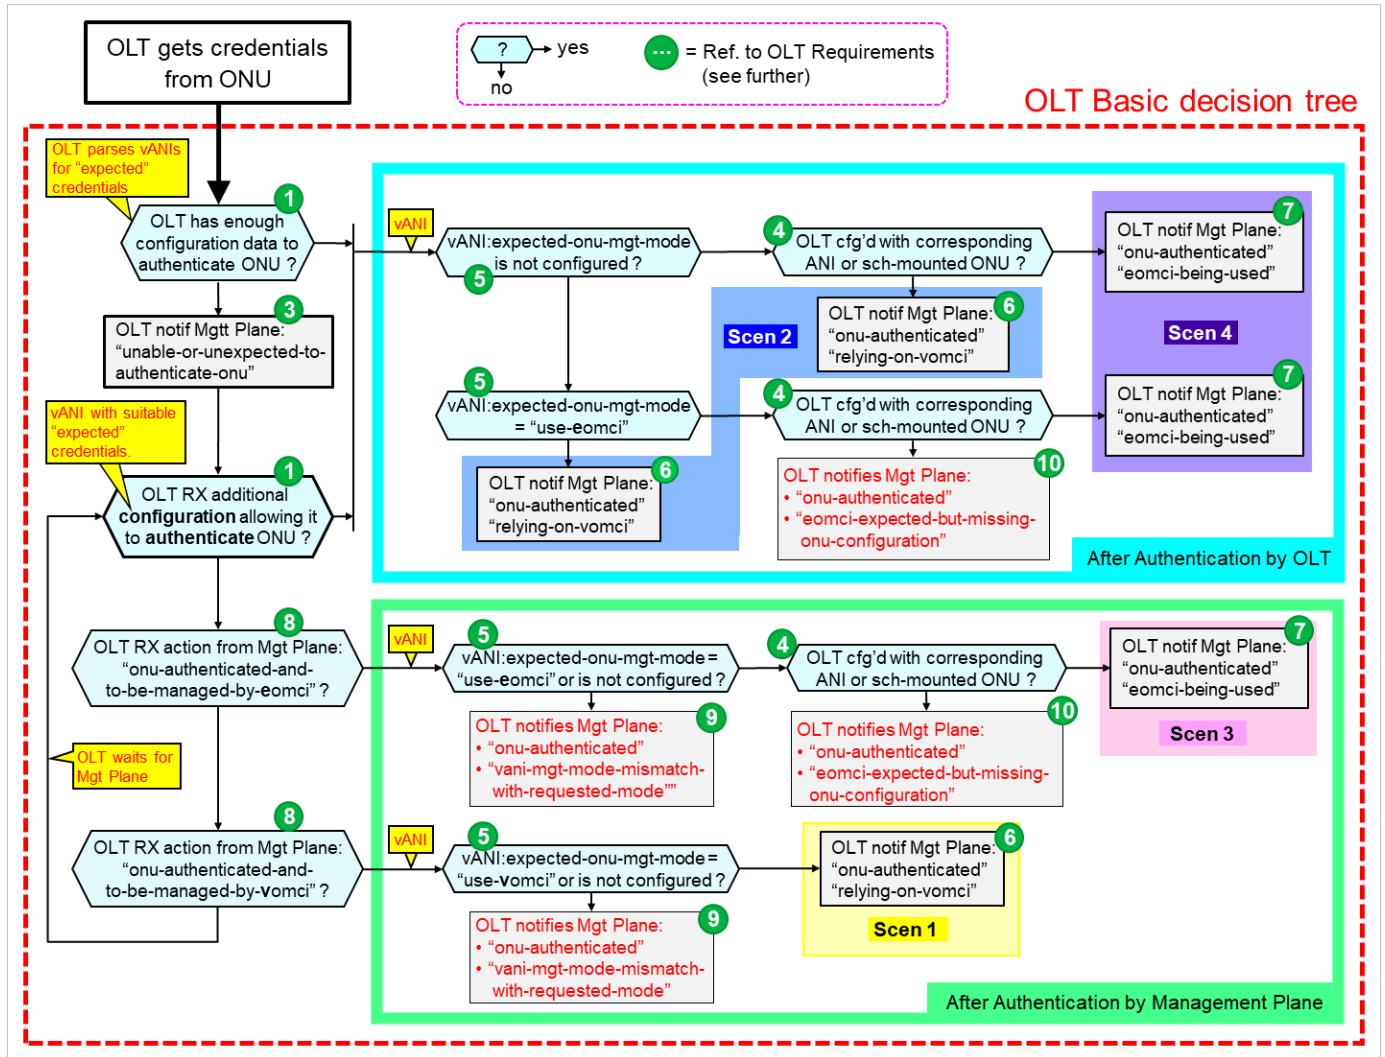 OLT gets credentials
from ONU
?
yes
no
... = Ref. to OLT Requirements
(see further)
OLT Basic decision tree
OLT parses vANIs
for “expected”
credentials
1
OLT has enough
configuration data to
authenticate ONU ?
3
OLT notif Mgtt Plane:
“unable-or-unexpected-to-
authenticate-onu”
vANI with suitable
“expected”
credentials.
1
OLT RX additional
configuration allowing it
to authenticate ONU ?
8
OLT RX action from Mgt Plane:
“onu-authenticated-and-
to-be-managed-by-eomci” ?
OLT waits for
Mgt Plane
8
OLT RX action from Mgt Plane:
“onu-authenticated-and-
to-be-managed-by-vomci” ?
vANI
vANI:expected-onu-mgt-mode
is not configured ?
5
4
OLT cfg’d with corresponding
ANI or sch-mounted ONU ?
7
OLT notif Mgt Plane:
“onu-authenticated”
“eomci-being-used”
Scen 2
6
OLT notif Mgt Plane:
“onu-authenticated”
“relying-on-vomci”
Scen 4
5
vANI:expected-onu-mgt-mode
= “use-eomci”
4
OLT cfg’d with corresponding
ANI or sch-mounted ONU ?
7
OLT notif Mgt Plane:
“onu-authenticated”
“eomci-being-used”
6
OLT notif Mgt Plane:
“onu-authenticated”
“relying-on-vomci”
10
OLT notifies Mgt Plane:
• “onu-authenticated”
• “eomci-expected-but-missing-
onu-configuration”
After Authentication by OLT
vANI
5
vANI:expected-onu-mgt-mode =
“use-eomci” or is not configured ?
4
OLT cfg’d with corresponding
ANI or sch-mounted ONU ?
7
OLT notif Mgt Plane:
“onu-authenticated”
“eomci-being-used”
Scen 3
9
OLT notifies Mgt Plane:
• “onu-authenticated”
• “vani-mgt-mode-mismatch-
with-requested-mode””
10
OLT notifies Mgt Plane:
• “onu-authenticated”
• “eomci-expected-but-missing-
onu-configuration”
vANI
5
vANI:expected-onu-mgt-mode =
“use-vomci” or is not configured ?
6
OLT notif Mgt Plane:
“onu-authenticated”
“relying-on-vomci”
Scen 1
9
OLT notifies Mgt Plane:
• “onu-authenticated”
• “vani-mgt-mode-mismatch-
with-requested-mode”
After Authentication by Management Plane